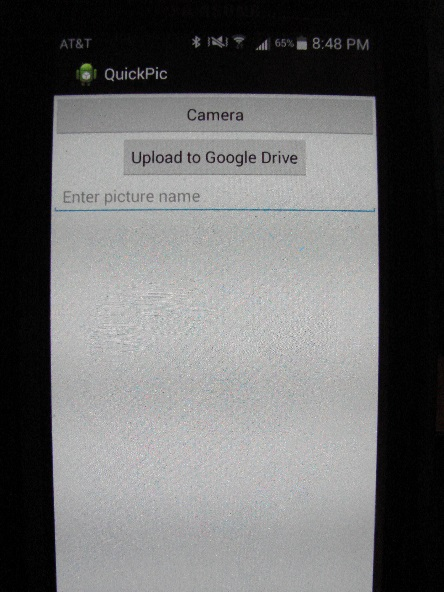 AT&T 65% 8:48 PM
QuickPic
Camera
Upload to Google Drive
Enter picture name